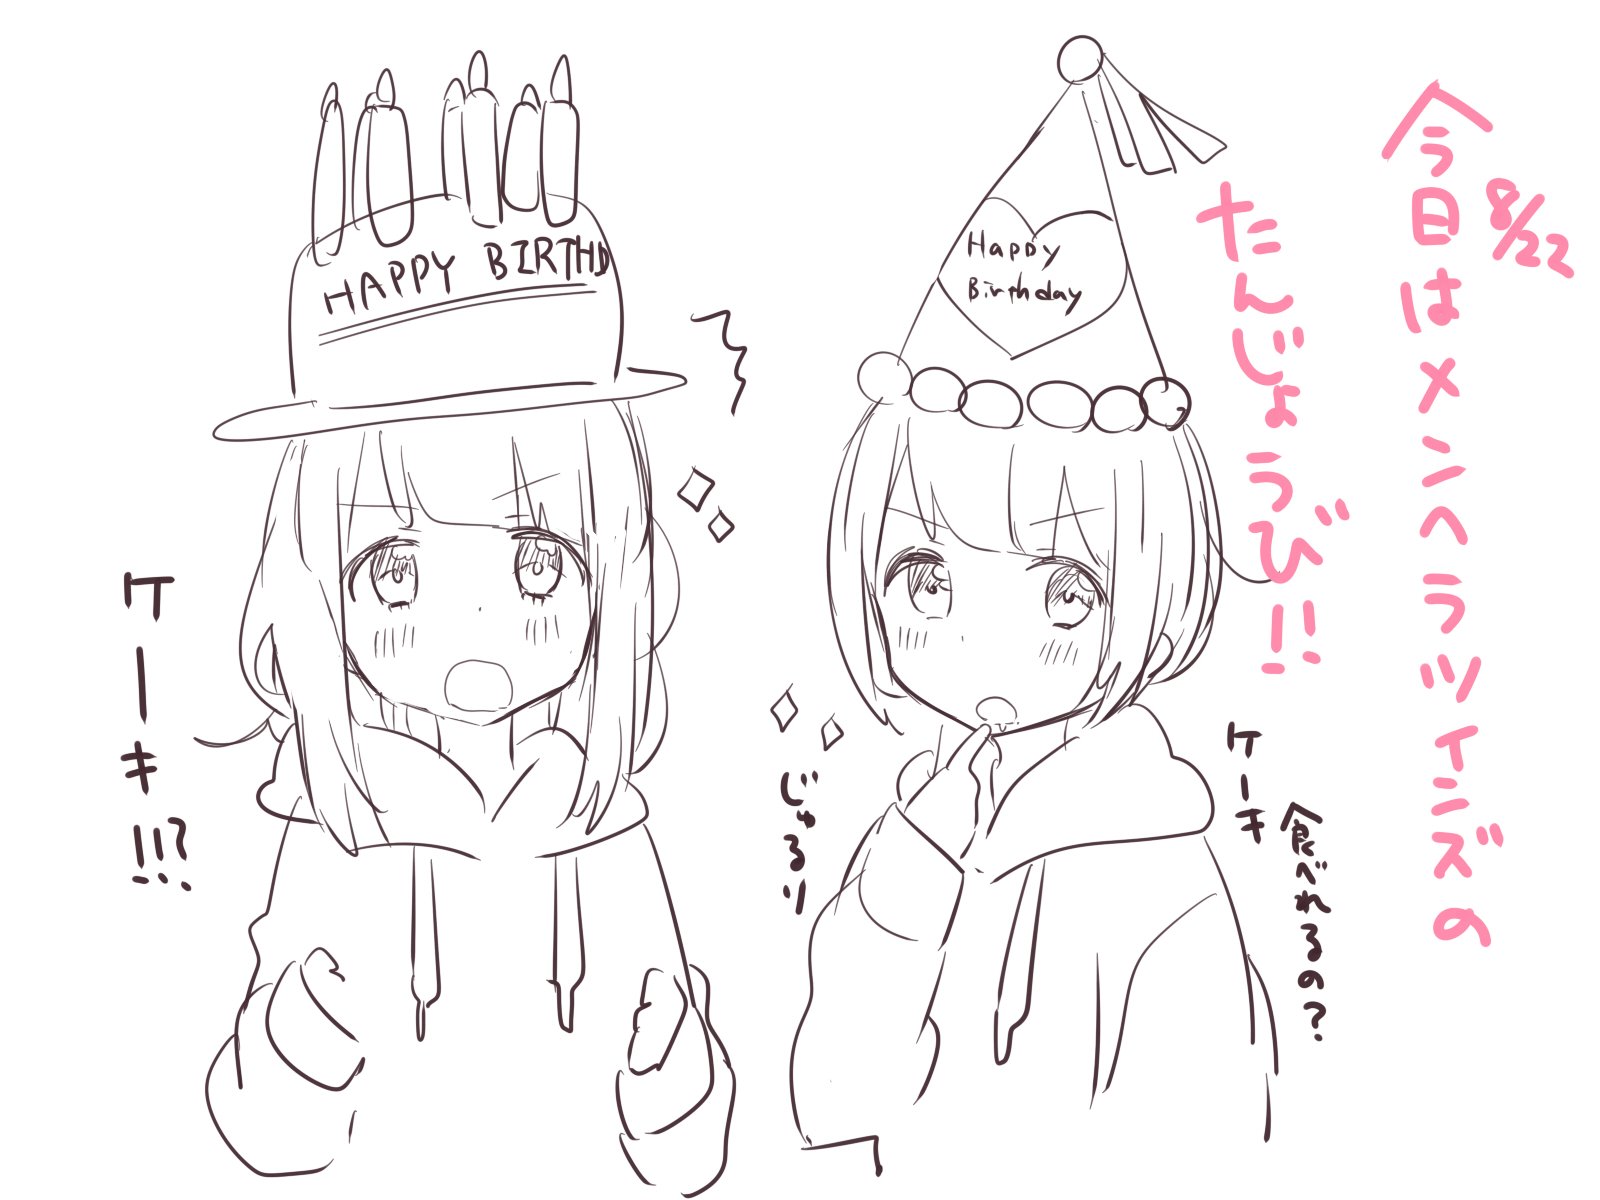 8/22
今日はメンヘラツインズの
たんじょうび!!
HAPPY BIRTHD
Happy
Birthday
ケーキ!!?
じゅるり
ケーキ
食べれるの?